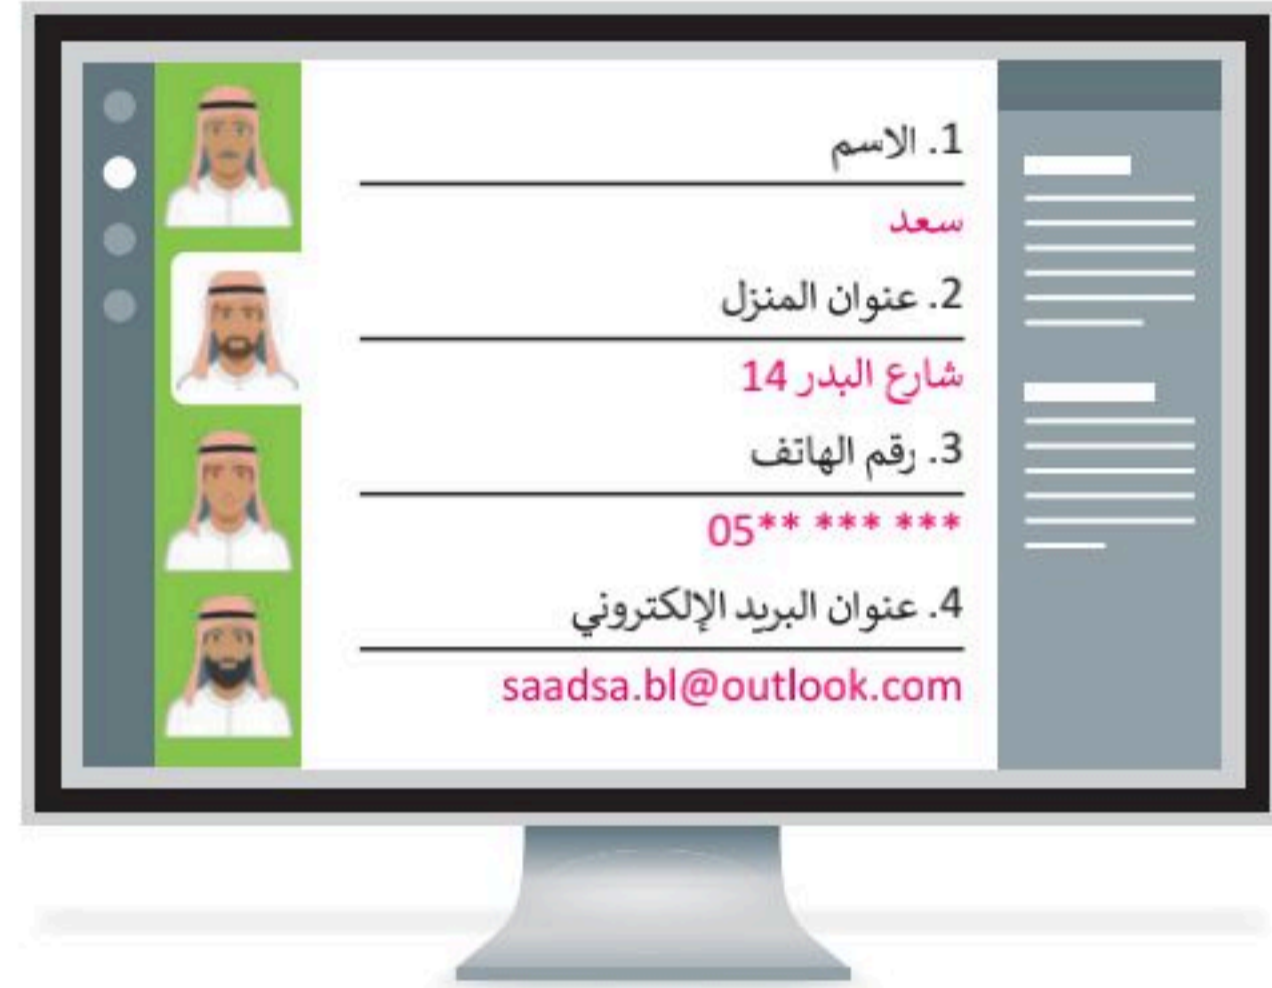 1. الاسم
سعد
2. عنوان المنزل
شارع البدر 14
3. رقم الهاتف
05** *** ***
4. عنوان البريد الإلكتروني
saadsa.bl@outlook.com